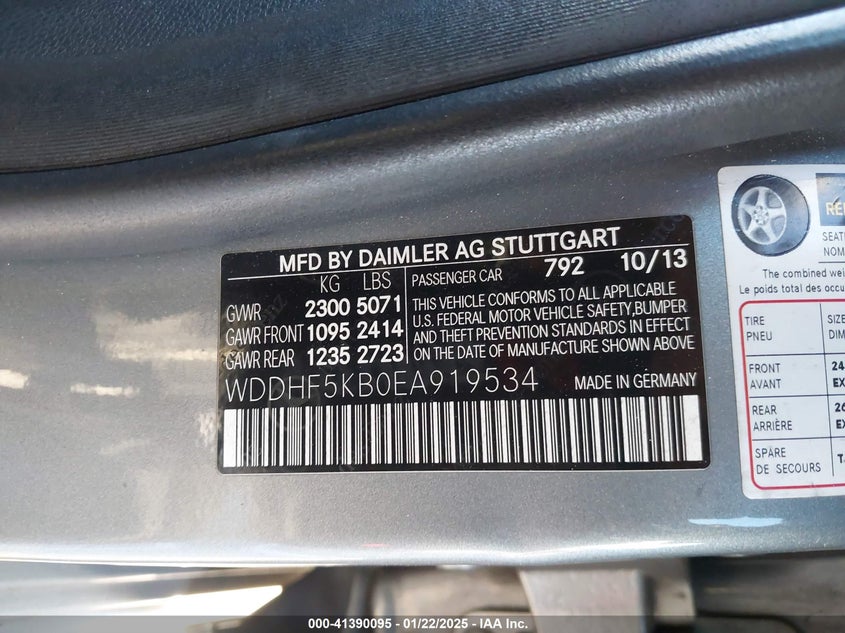 MFD BY DAIMLER AG STUTTGART
KG LBS
GVWR 2300 5071
GAWR FRONT 1095 2414
GAWR REAR 1235 2723
PASSENGER CAR 792 10/13
THIS VEHICLE CONFORMS TO ALL APPLICABLE
U.S. FEDERAL MOTOR VEHICLE SAFETY,BUMPER
AND THEFT PREVENTION STANDARDS IN EFFECT
ON THE DATE OF MANUFACTURE SHOWN ABOVE
WDDHF5KB0EA919534 MADE IN GERMANY
The combined
Le poids total des
TIRE
PNEU
FRONT
AVANT
REAR
ARRIÈRE
SPARE
DE SECOURS
000-41390095 - 01/22/2025 - IAA Inc.